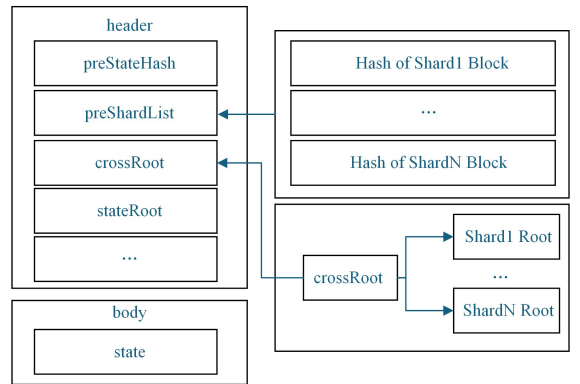 header
preStateHash
preShardList
crossRoot
stateRoot
...
body
state
Hash of Shard1 Block
...
Hash of ShardN Block
crossRoot
Shard1 Root
...
ShardN Root